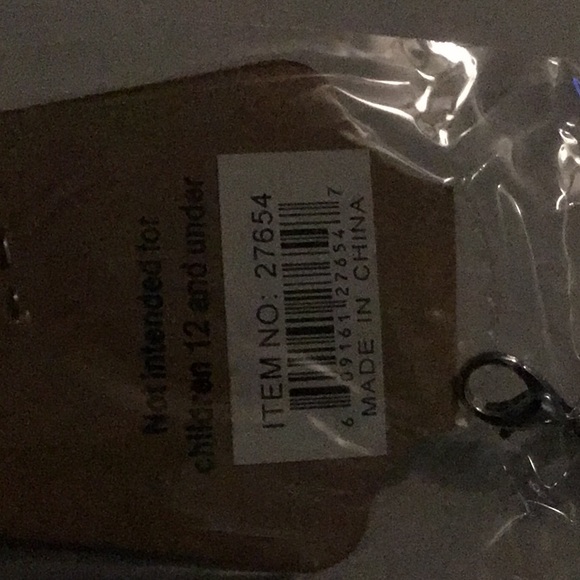 Not intended for
children 12 and under
ITEM NO: 27654
6 09161 27654 7
MADE IN CHINA